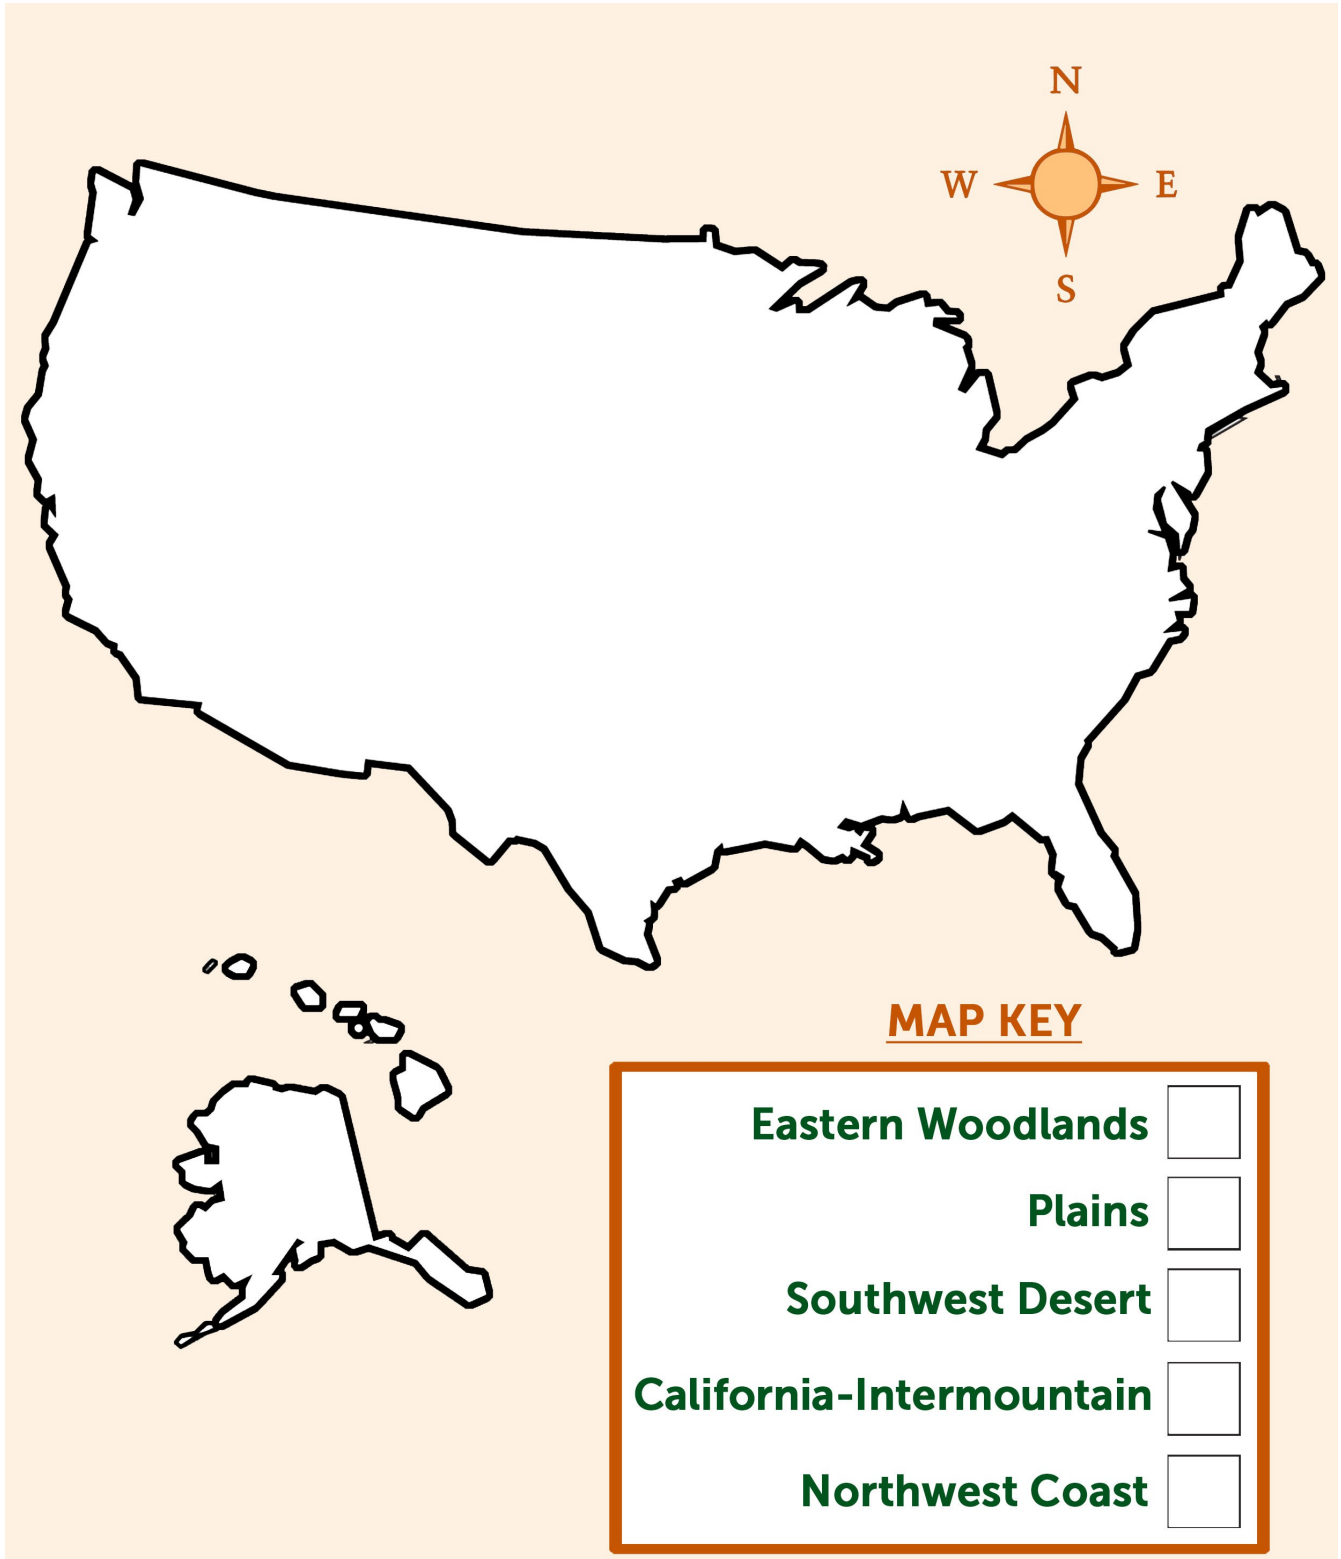 N
W E
S
MAP KEY
Eastern Woodlands
Plains
Southwest Desert
California-Intermountain
Northwest Coast